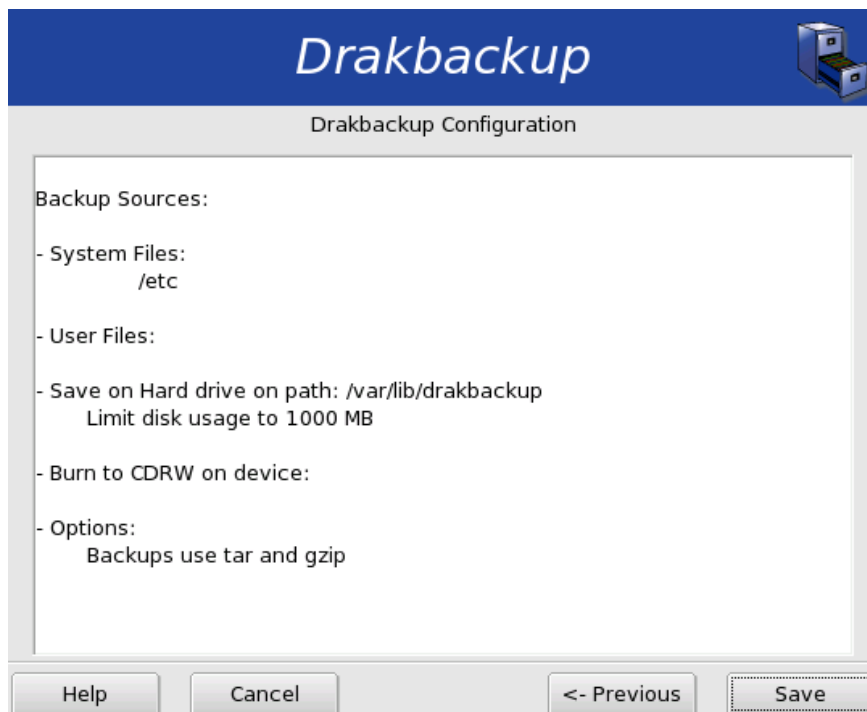 Drakbackup
Drakbackup Configuration
Backup Sources:
- System Files:
/etc
- User Files:
- Save on Hard drive on path: /var/lib/drakbackup
Limit disk usage to 1000 MB
- Burn to CDRW on device:
- Options:
Backups use tar and gzip
Help
Cancel
<- Previous
Save